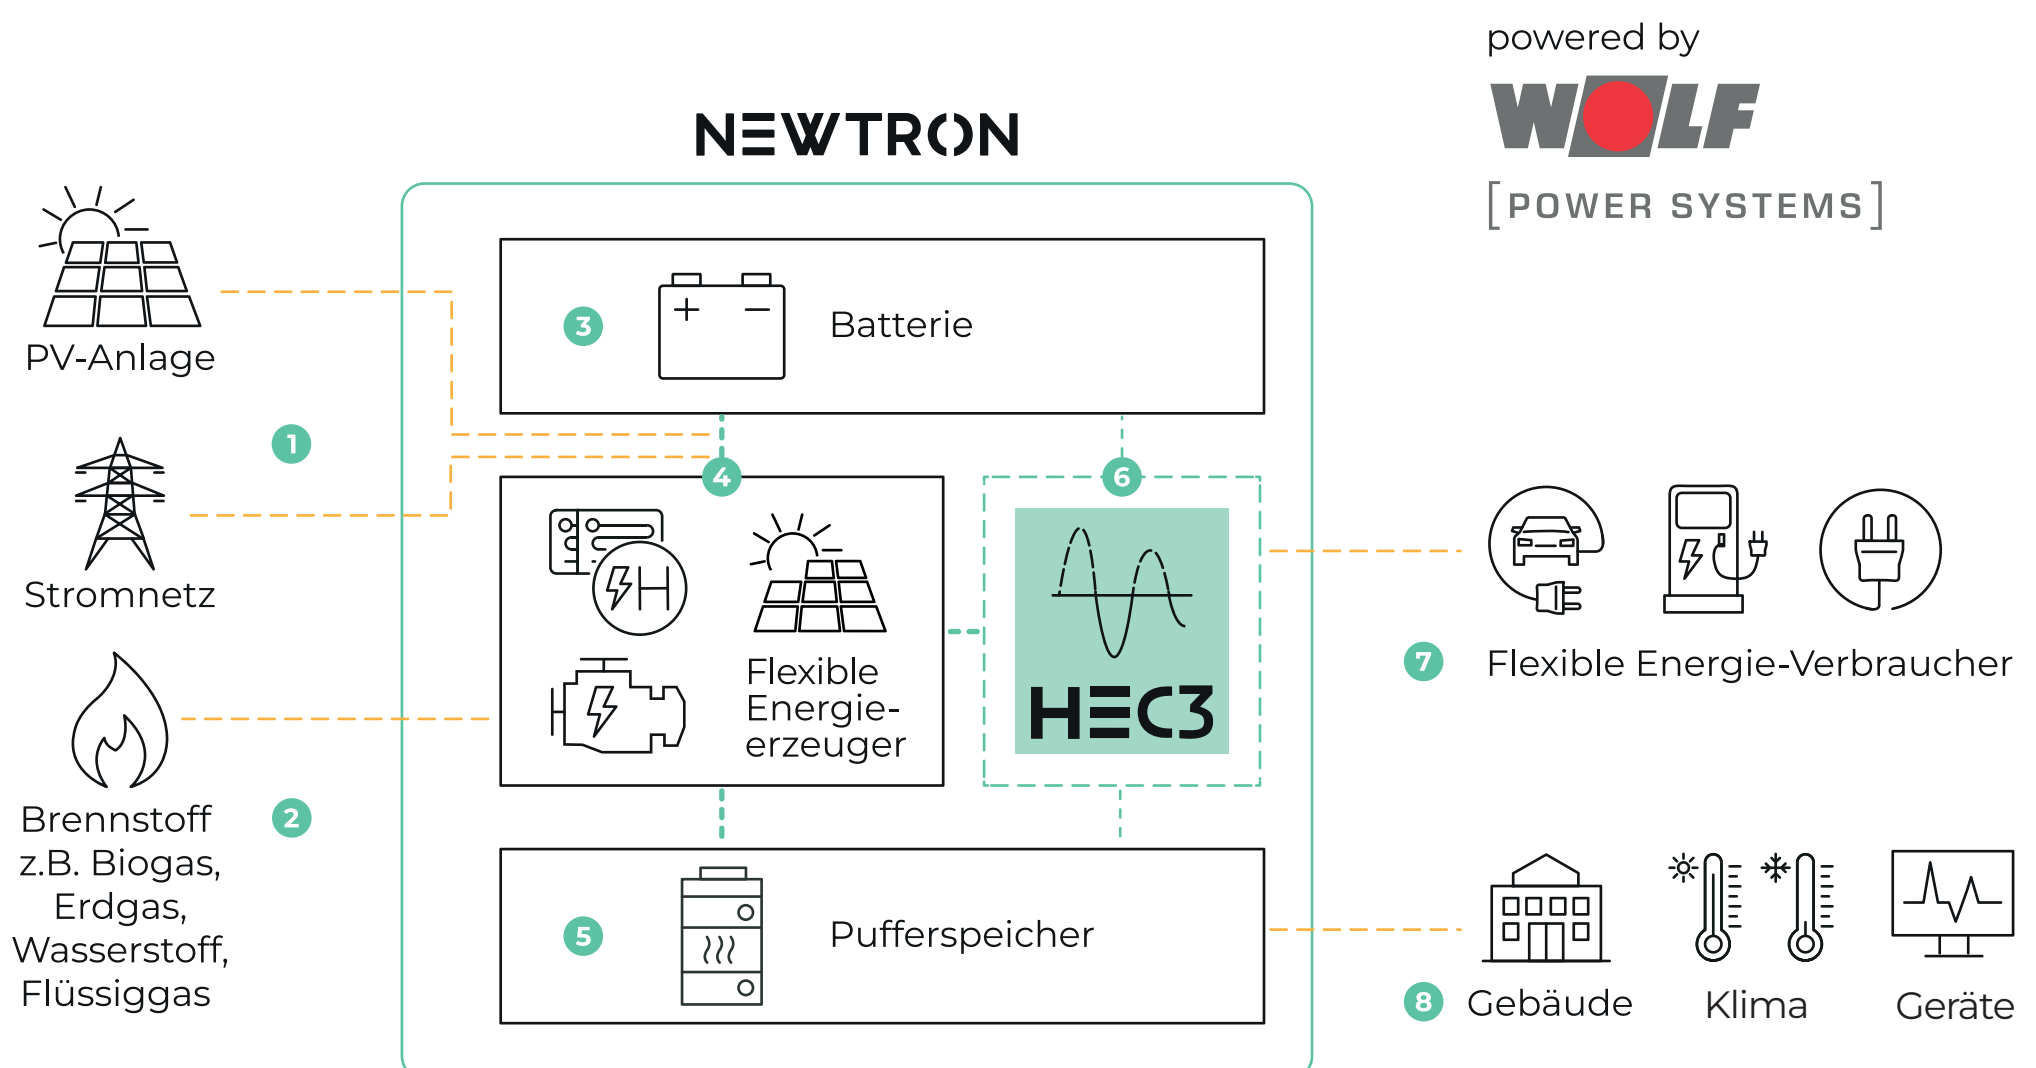 powered by
WOLF
[POWER SYSTEMS]
NEWTRON
PV-Anlage
1
Stromnetz
Brennstoff
z.B. Biogas,
Erdgas,
Wasserstoff,
Flüssiggas
2
3
+ −
Batterie
4
H
Flexible
Energie-
erzeuger
6
HEC3
5
Pufferspeicher
7
Flexible Energie-Verbraucher
8
Gebäude
Klima
Geräte